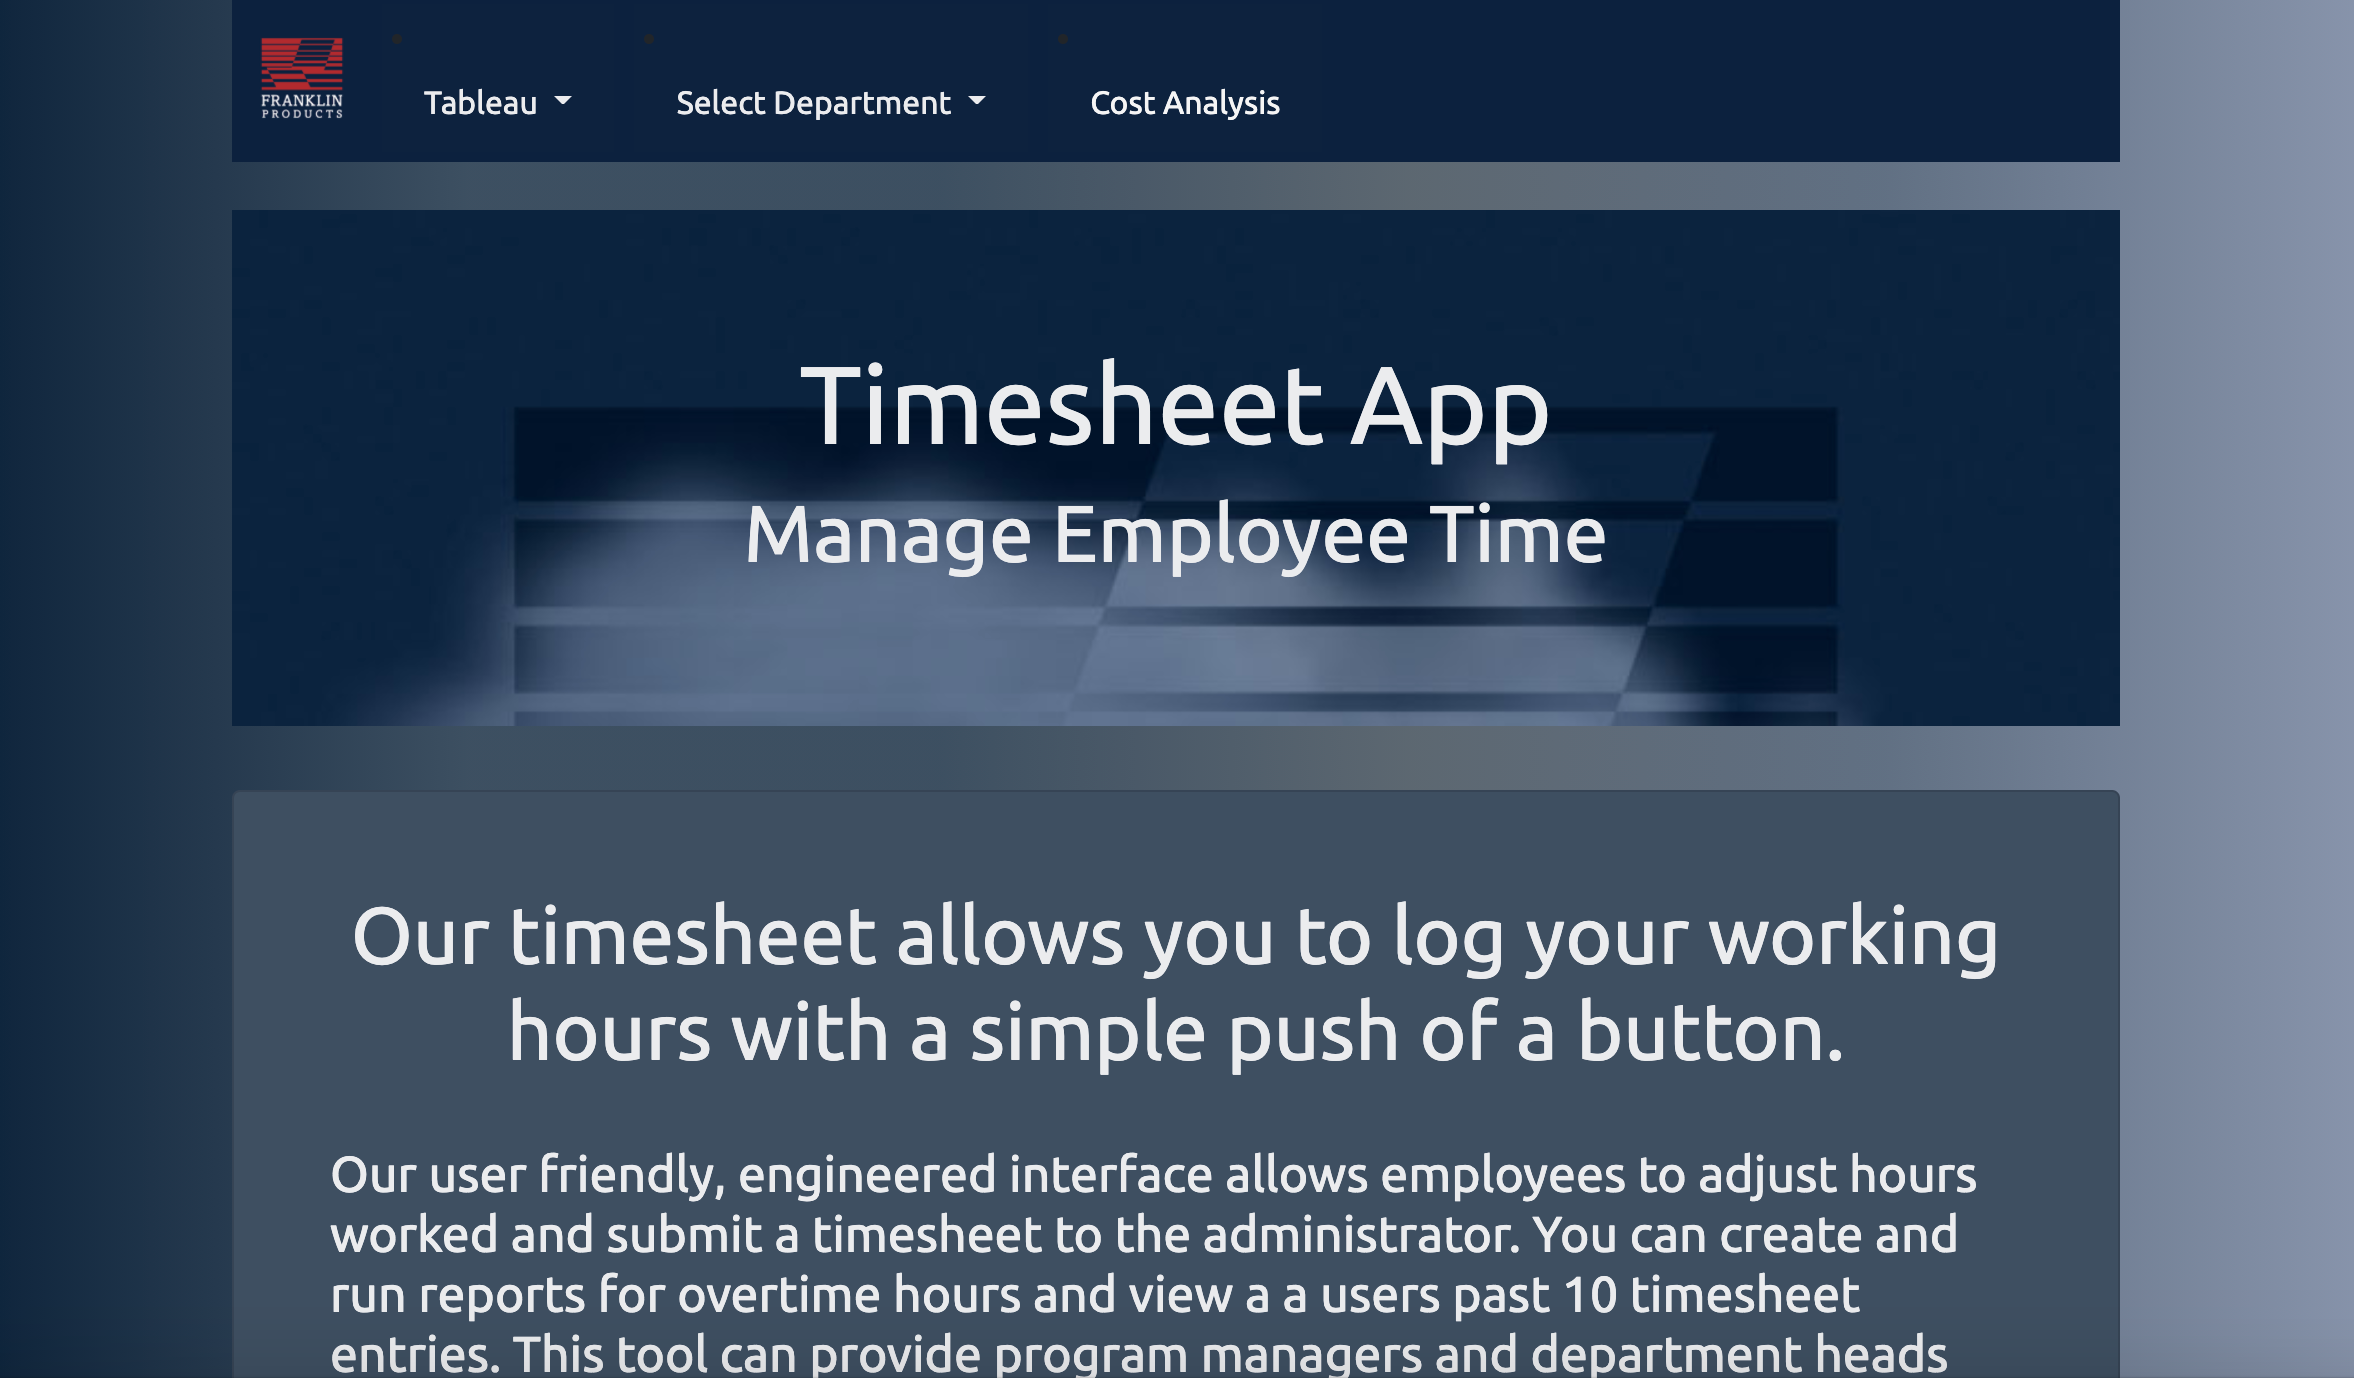 FRANKLIN
PRODUCTS
Tableau
Select Department
Cost Analysis
Timesheet App
Manage Employee Time
Our timesheet allows you to log your working
hours with a simple push of a button.
Our user friendly, engineered interface allows employees to adjust hours
worked and submit a timesheet to the administrator. You can create and
run reports for overtime hours and view a a users past 10 timesheet
entries. This tool can provide program managers and department heads